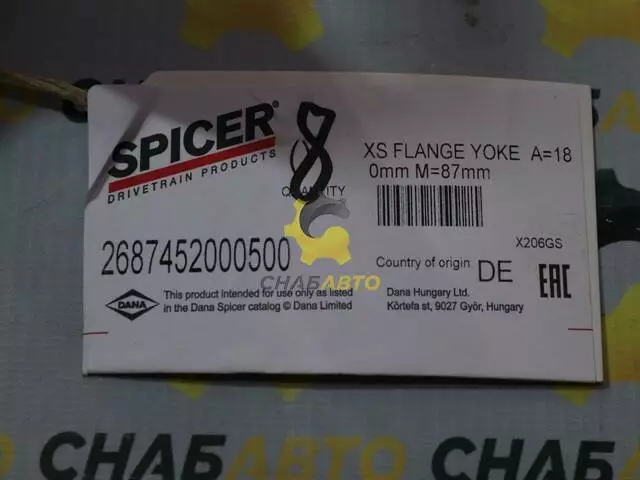 SPICER®
DRIVETRAIN PRODUCTS
8
QUANTITY
XS FLANGE YOKE A=18
0mm M=87mm
X206GS
2687452000500
Country of origin DE
EAC
СНАБАВТО
DANA
This product intended for use only as listed
in the Dana Spicer catalog © Dana Limited
Dana Hungary Ltd.
Körtefa st, 9027 Győr, Hungary
СНАБАВТО